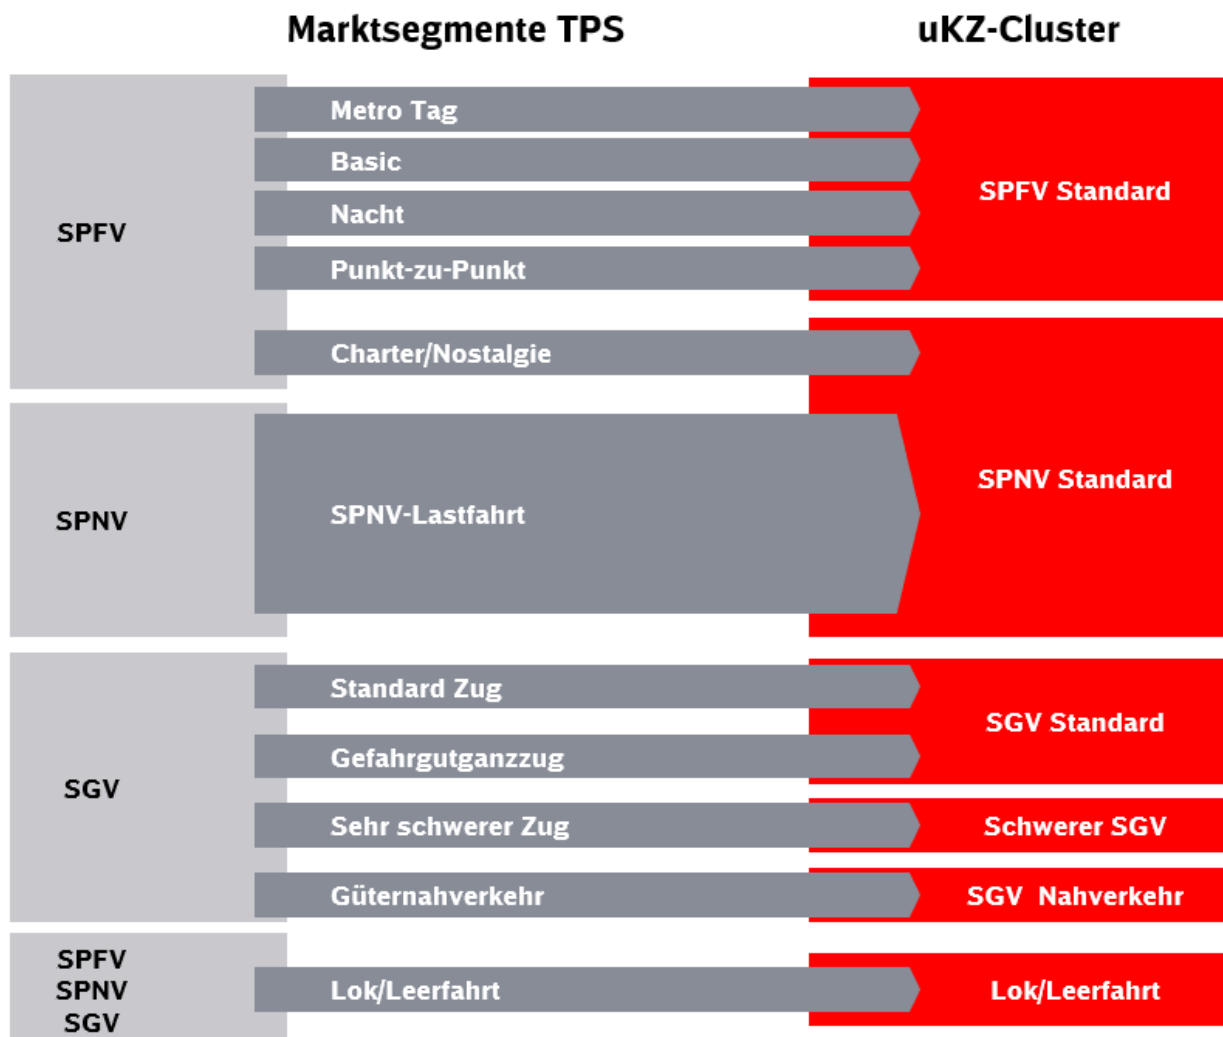 Marktsegmente TPS
uKZ-Cluster
SPFV
Metro Tag
Basic
Nacht
Punkt-zu-Punkt
Charter/Nostalgie
SPFV Standard
SPNV
SPNV-Lastfahrt
SPNV Standard
SGV
Standard Zug
Gefahrgutganzzug
SGV Standard
Sehr schwerer Zug
Schwerer SGV
Güternahverkehr
SGV  Nahverkehr
SPFV
SPNV
SGV
Lok/Leerfahrt
Lok/Leerfahrt